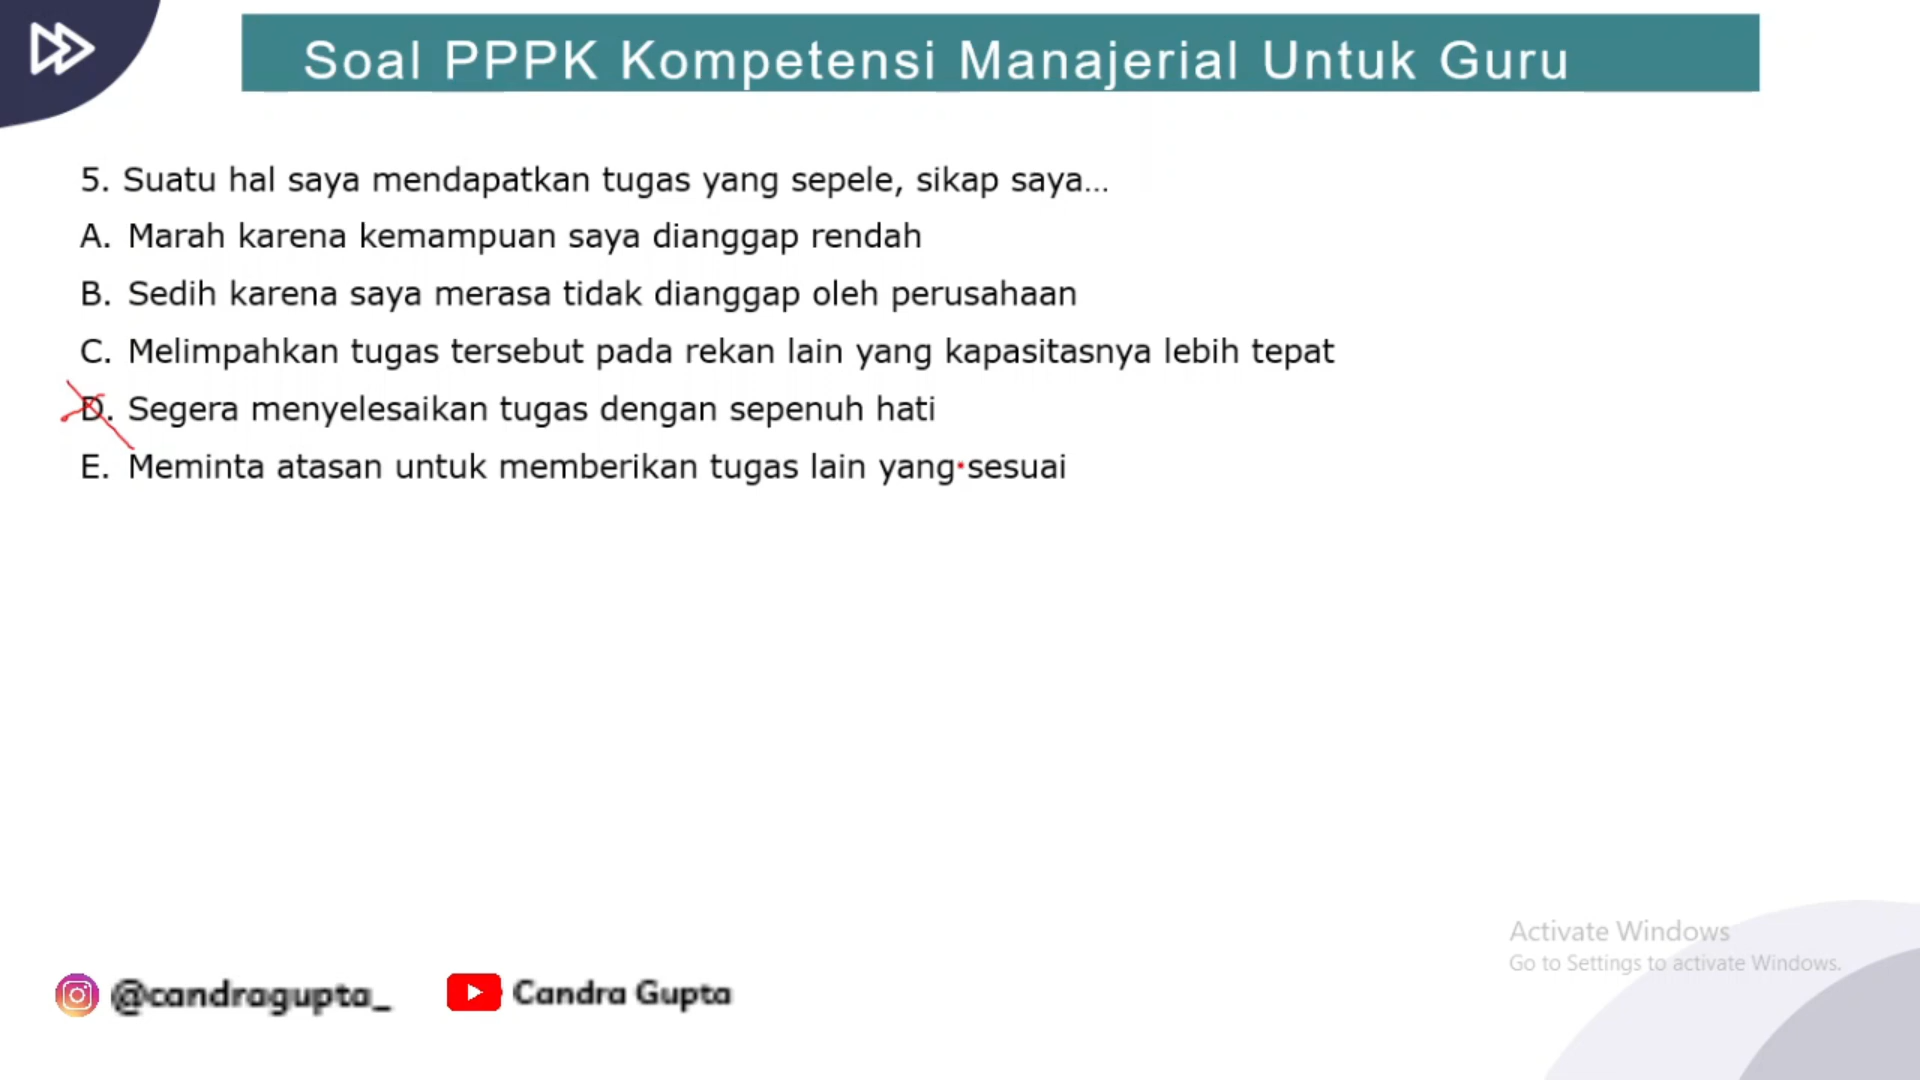 Soal PPPK Kompetensi Manajerial Untuk Guru
5. Suatu hal saya mendapatkan tugas yang sepele, sikap saya...
A. Marah karena kemampuan saya dianggap rendah
B. Sedih karena saya merasa tidak dianggap oleh perusahaan
C. Melimpahkan tugas tersebut pada rekan lain yang kapasitasnya lebih tepat
D. Segera menyelesaikan tugas dengan sepenuh hati
E. Meminta atasan untuk memberikan tugas lain yang sesuai
Activate Windows
Go to Settings to activate Windows.
@candragupta_ Candra Gupta